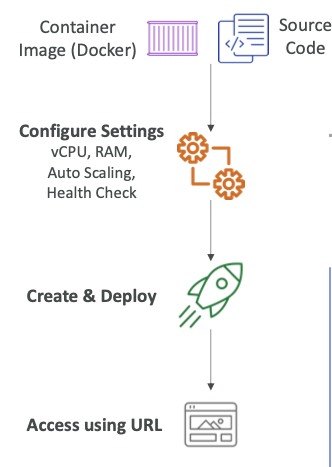 Container
Image (Docker)
Source
Code
Configure Settings
vCPU, RAM,
Auto Scaling,
Health Check
Create & Deploy
Access using URL